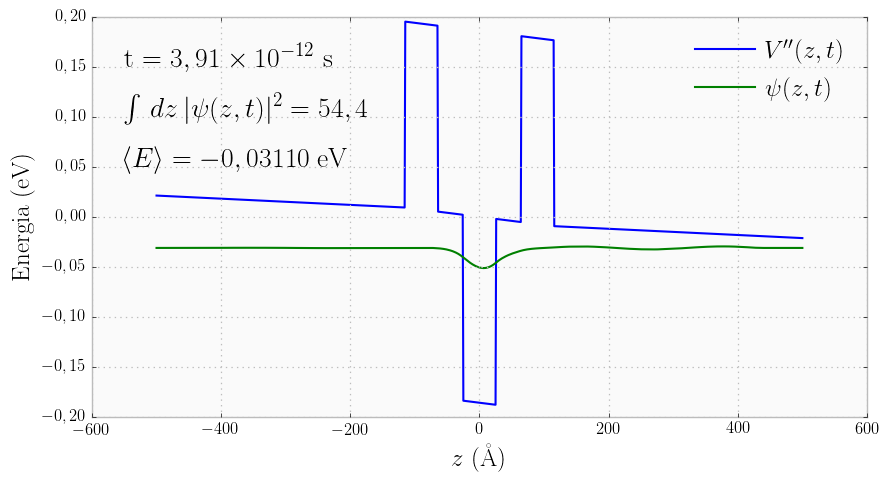 0,20
0,15
0,10
0,05
0,00
−0,05
−0,10
−0,15
−0,20
Energia (eV)
t = 3,91 × 10⁻¹² s
∫ dz |ψ(z, t)|² = 54,4
⟨E⟩ = −0,03110 eV
V′′(z, t)
ψ(z, t)
−600 −400 −200 0 200 400 600
z (Å)